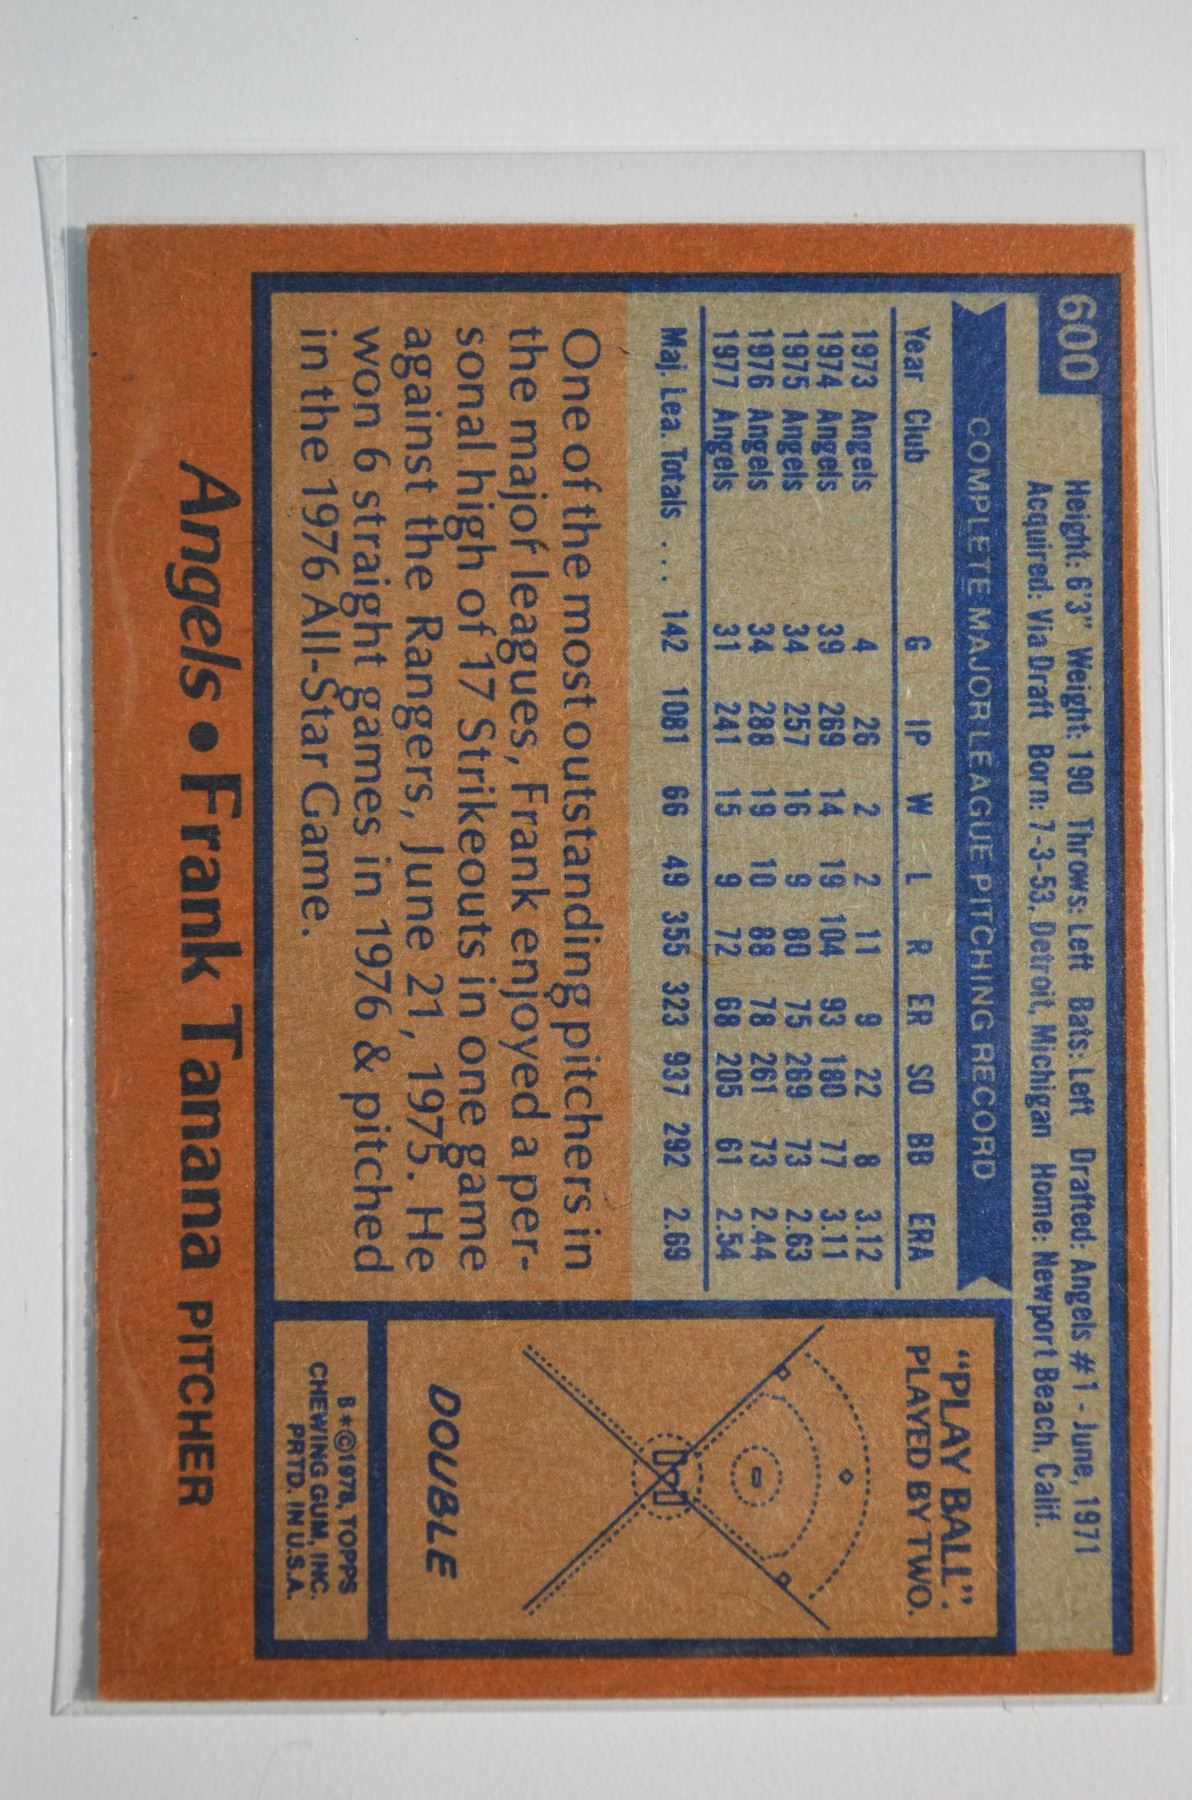 600
Height: 6'3" Weight: 190 Throws: Left Bats: Left Drafted: Angels #1 - June, 1971
Acquired: Via Draft Born: 7-3-53, Detroit, Michigan Home: Newport Beach, Calif.
COMPLETE MAJOR LEAGUE PITCHING RECORD
Year Club G IP W L R ER SO BB ERA
1973 Angels 4 26 2 2 11 9 22 8 3.12
1974 Angels 39 269 14 19 104 93 180 77 3.11
1975 Angels 34 257 16 9 80 75 269 73 2.63
1976 Angels 34 288 19 10 88 78 261 73 2.44
1977 Angels 31 241 15 9 72 68 205 61 2.54
Maj. Lea. Totals ... 142 1081 66 49 355 323 937 292 2.69
One of the most outstanding pitchers in
the major leagues, Frank enjoyed a per-
sonal high of 17 Strikeouts in one game
against the Rangers, June 21, 1975. He
won 6 straight games in 1976 & pitched
in the 1976 All-Star Game.
"PLAY BALL":
PLAYED BY TWO.
DOUBLE
B*©1978, TOPPS
CHEWING GUM, INC.
PRTD. IN U.S.A.
Angels • Frank Tanana PITCHER